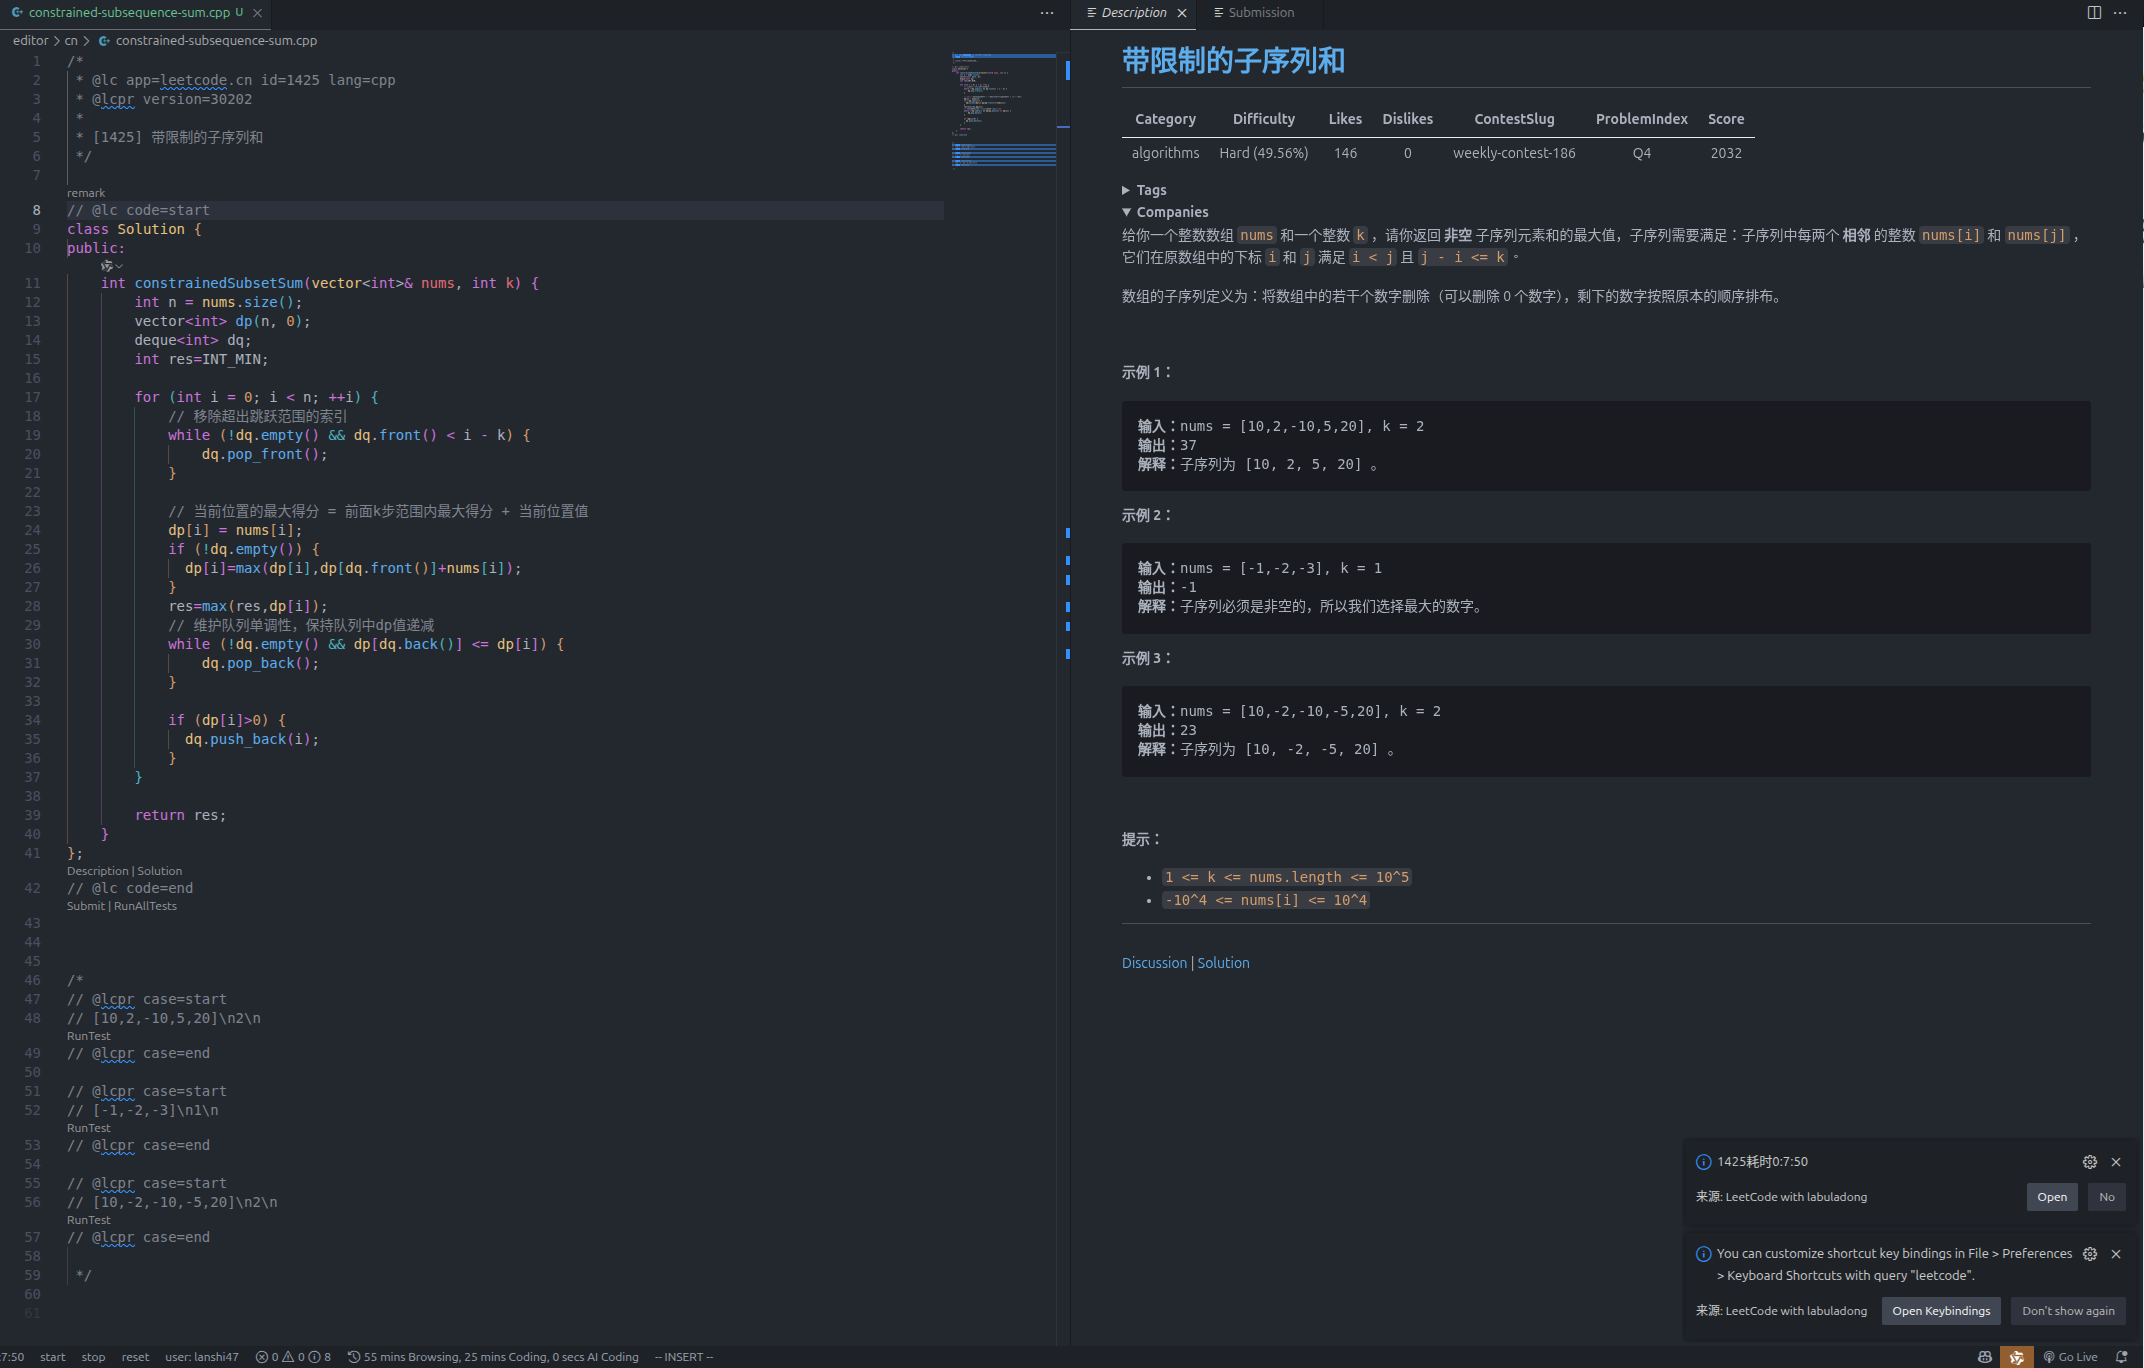 constrained-subsequence-sum.cpp U
editor > cn > constrained-subsequence-sum.cpp
1 /*
2 * @lc app=leetcode.cn id=1425 lang=cpp
3 * @lcpr version=30202
4 *
5 * [1425] 带限制的子序列和
6 */
7
remark
8 // @lc code=start
9 class Solution {
10 public:
11 int constrainedSubsetSum(vector<int>& nums, int k) {
12 int n = nums.size();
13 vector<int> dp(n, 0);
14 deque<int> dq;
15 int res=INT_MIN;
16
17 for (int i = 0; i < n; ++i) {
18 // 移除超出跳跃范围的索引
19 while (!dq.empty() && dq.front() < i - k) {
20 dq.pop_front();
21 }
22
23 // 当前位置的最大得分 = 前面k步范围内最大得分 + 当前位置值
24 dp[i] = nums[i];
25 if (!dq.empty()) {
26 dp[i]=max(dp[i],dp[dq.front()]+nums[i]);
27 }
28 res=max(res,dp[i]);
29 // 维护队列单调性，保持队列中dp值递减
30 while (!dq.empty() && dp[dq.back()] <= dp[i]) {
31 dq.pop_back();
32 }
33
34 if (dp[i]>0) {
35 dq.push_back(i);
36 }
37 }
38
39 return res;
40 }
41 };
Description | Solution
42 // @lc code=end
Submit | RunAllTests
43
44
45
46 /*
47 // @lcpr case=start
48 // [10,2,-10,5,20]\n2\n
RunTest
49 // @lcpr case=end
50
51 // @lcpr case=start
52 // [-1,-2,-3]\n1\n
RunTest
53 // @lcpr case=end
54
55 // @lcpr case=start
56 // [10,-2,-10,-5,20]\n2\n
RunTest
57 // @lcpr case=end
58
59 */
60
61
Description
Submission
带限制的子序列和
Category Difficulty Likes Dislikes ContestSlug ProblemIndex Score
algorithms Hard (49.56%) 146 0 weekly-contest-186 Q4 2032
Tags
Companies
给你一个整数数组 nums 和一个整数 k ，请你返回 非空 子序列元素和的最大值，子序列需要满足：子序列中每两个 相邻 的整数 nums[i] 和 nums[j] ，
它们在原数组中的下标 i 和 j 满足 i < j 且 j - i <= k 。
数组的子序列定义为：将数组中的若干个数字删除（可以删除 0 个数字），剩下的数字按照原本的顺序排布。
示例 1：
输入：nums = [10,2,-10,5,20], k = 2
输出：37
解释：子序列为 [10, 2, 5, 20] 。
示例 2：
输入：nums = [-1,-2,-3], k = 1
输出：-1
解释：子序列必须是非空的，所以我们选择最大的数字。
示例 3：
输入：nums = [10,-2,-10,-5,20], k = 2
输出：23
解释：子序列为 [10, -2, -5, 20] 。
提示：
• 1 <= k <= nums.length <= 10^5
• -10^4 <= nums[i] <= 10^4
Discussion | Solution
1425耗时0:7:50
来源: LeetCode with labuladong
Open
No
You can customize shortcut key bindings in File > Preferences
> Keyboard Shortcuts with query "leetcode".
来源: LeetCode with labuladong
Open Keybindings
Don't show again
:7:50 start stop reset user: lanshi47 0 0 8 55 mins Browsing, 25 mins Coding, 0 secs AI Coding -- INSERT -- Go Live